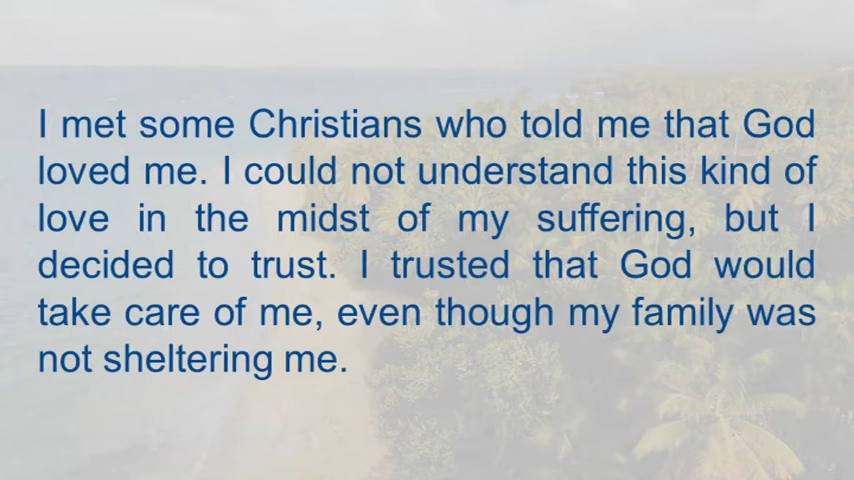 I met some Christians who told me that God
loved me. I could not understand this kind of
love in the midst of my suffering, but I
decided to trust. I trusted that God would
take care of me, even though my family was
not sheltering me.